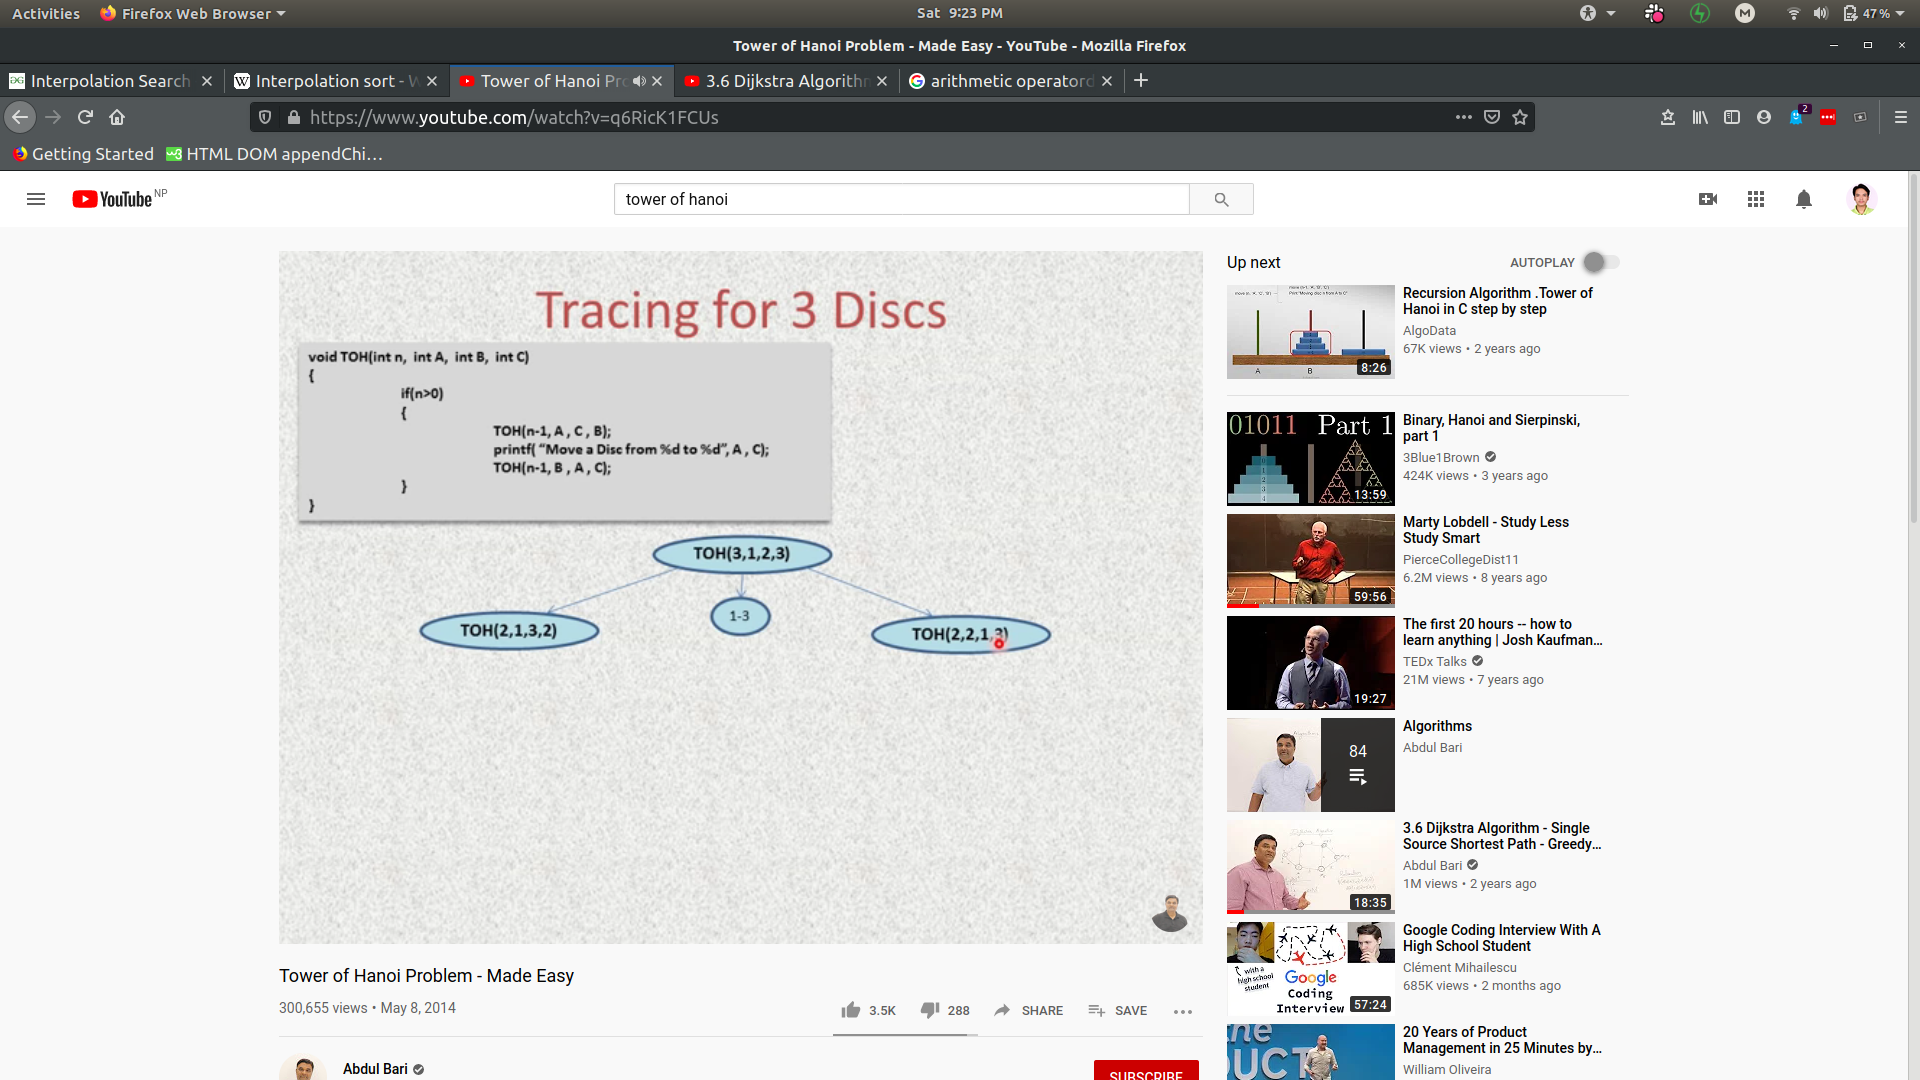 Activities Firefox Web Browser Sat 9:23 PM M 47 %
Tower of Hanoi Problem - Made Easy - YouTube - Mozilla Firefox
Interpolation Search Interpolation sort - W Tower of Hanoi Pro 3.6 Dijkstra Algorithm arithmetic operatord
https://www.youtube.com/watch?v=q6RicK1FCUs 2
Getting Started HTML DOM appendChi…
YouTube NP tower of hanoi
Tracing for 3 Discs
void TOH(int n, int A, int B, int C)
{
if(n>0)
{
TOH(n-1, A , C , B);
printf( “Move a Disc from %d to %d”, A , C);
TOH(n-1, B , A , C);
}
}
TOH(3,1,2,3)
TOH(2,1,3,2) 1-3 TOH(2,2,1,3)
Tower of Hanoi Problem - Made Easy
300,655 views • May 8, 2014
3.5K 288 SHARE SAVE
Abdul Bari
SUBSCRIBE
Up next AUTOPLAY
A B
8:26
Recursion Algorithm .Tower of
Hanoi in C step by step
AlgoData
67K views • 2 years ago
01011 Part 1
13:59
Binary, Hanoi and Sierpinski,
part 1
3Blue1Brown
424K views • 3 years ago
59:56
Marty Lobdell - Study Less
Study Smart
PierceCollegeDist11
6.2M views • 8 years ago
19:27
The first 20 hours -- how to
learn anything | Josh Kaufman…
TEDx Talks
21M views • 7 years ago
84
Algorithms
Abdul Bari
18:35
3.6 Dijkstra Algorithm - Single
Source Shortest Path - Greedy…
Abdul Bari
1M views • 2 years ago
with a
high school
student
Google
Coding
Interview
57:24
Google Coding Interview With A
High School Student
Clément Mihailescu
685K views • 2 months ago
20 Years of Product
Management in 25 Minutes by…
William Oliveira